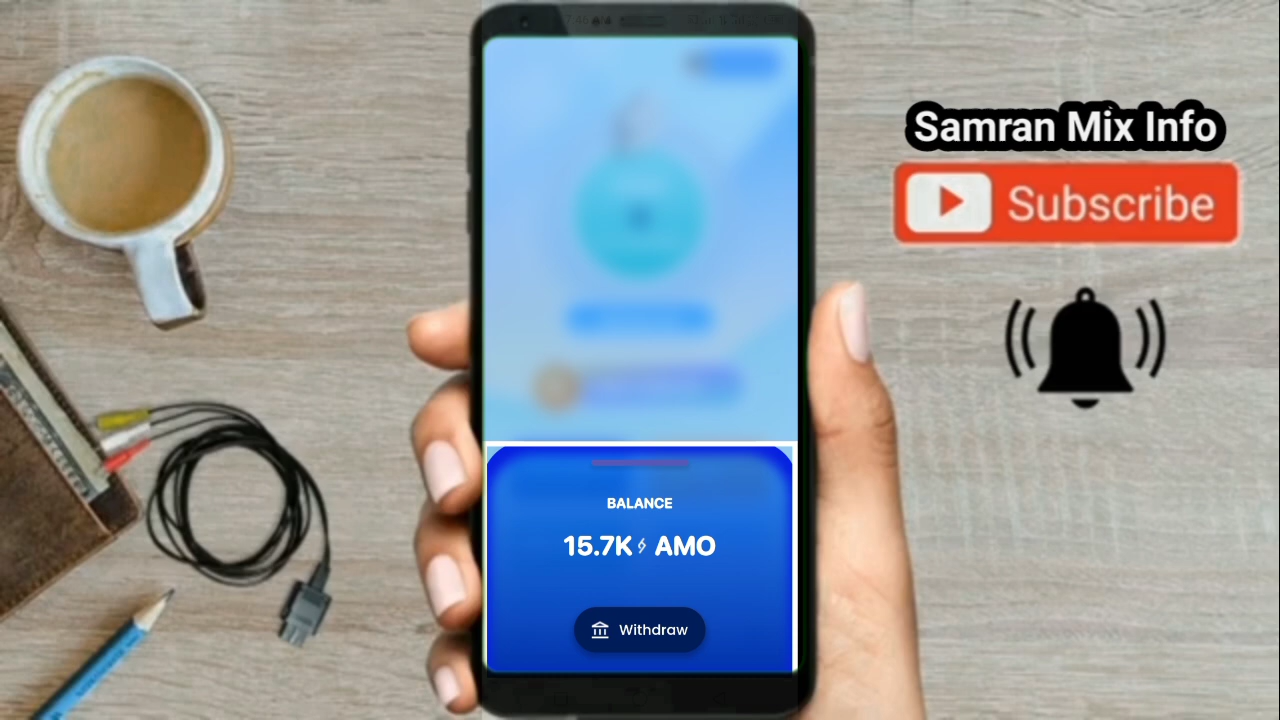 Samran Mix Info
Subscribe
BALANCE
15.7K AMO
Withdraw